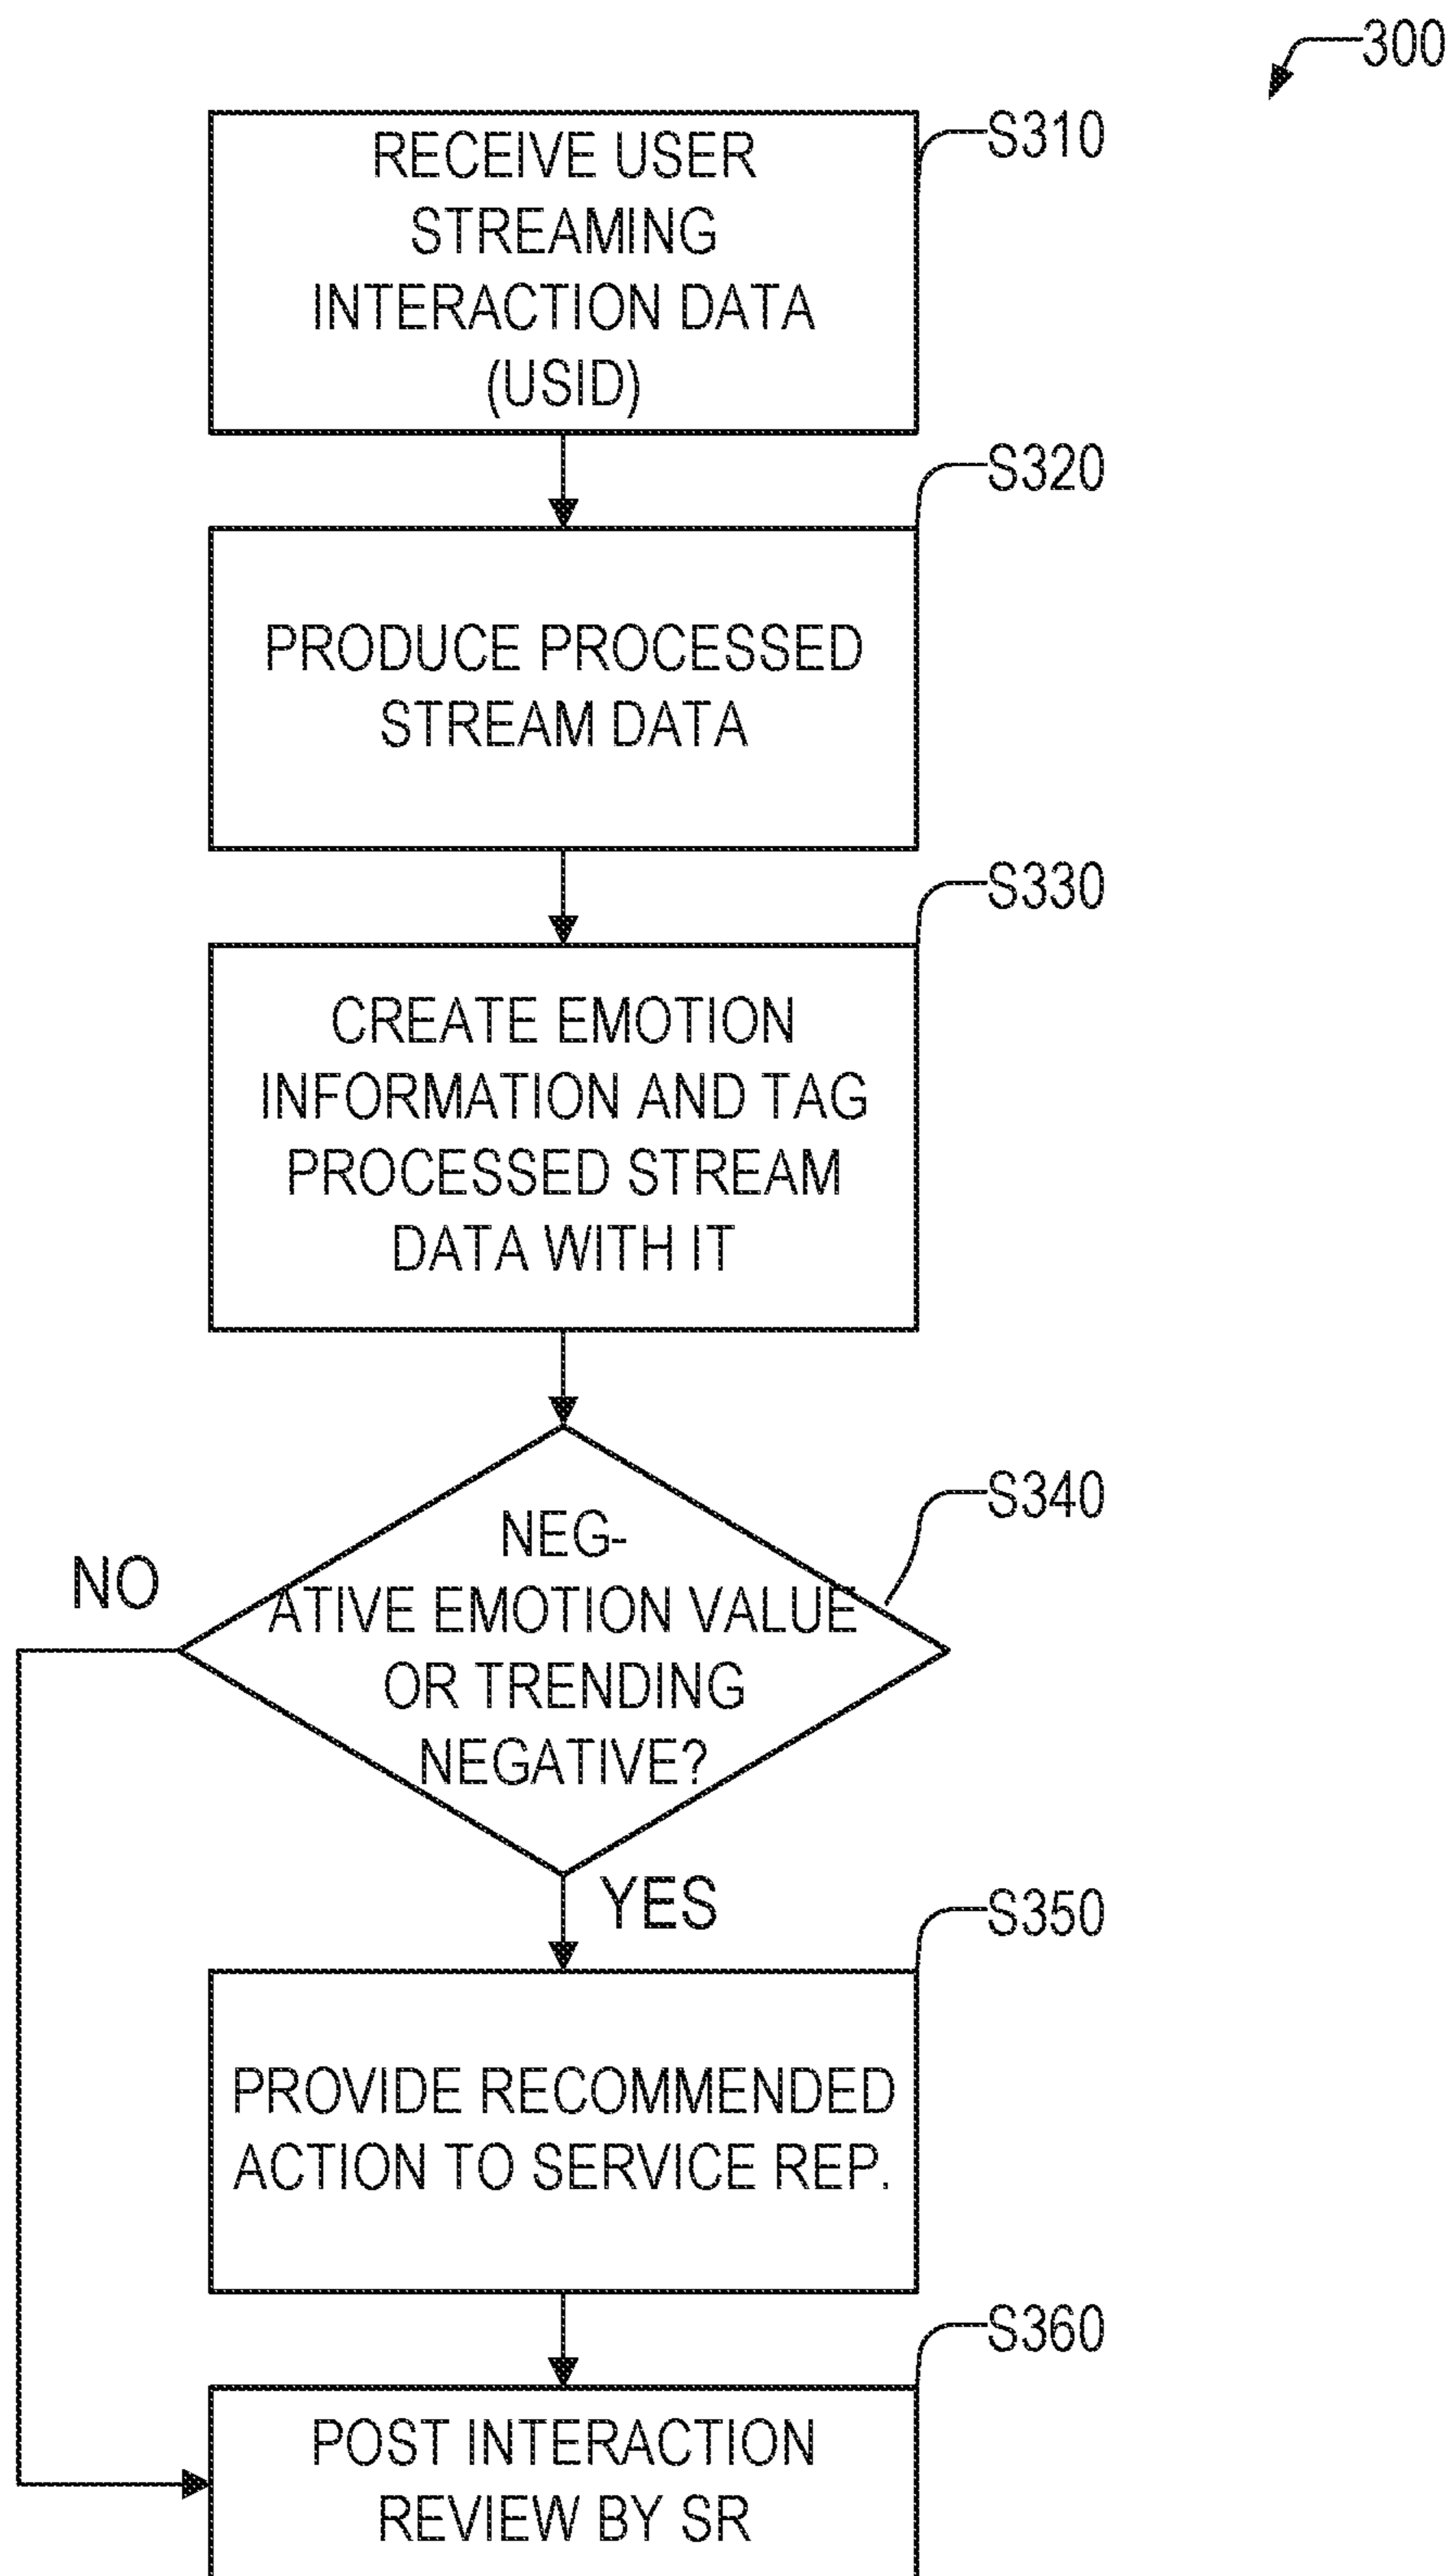 300
RECEIVE USER
STREAMING
INTERACTION DATA
(USID)
S310
PRODUCE PROCESSED
STREAM DATA
S320
CREATE EMOTION
INFORMATION AND TAG
PROCESSED STREAM
DATA WITH IT
S330
NEG-
ATIVE EMOTION VALUE
OR TRENDING
NEGATIVE?
S340
NO
YES
PROVIDE RECOMMENDED
ACTION TO SERVICE REP.
S350
POST INTERACTION
REVIEW BY SR
S360